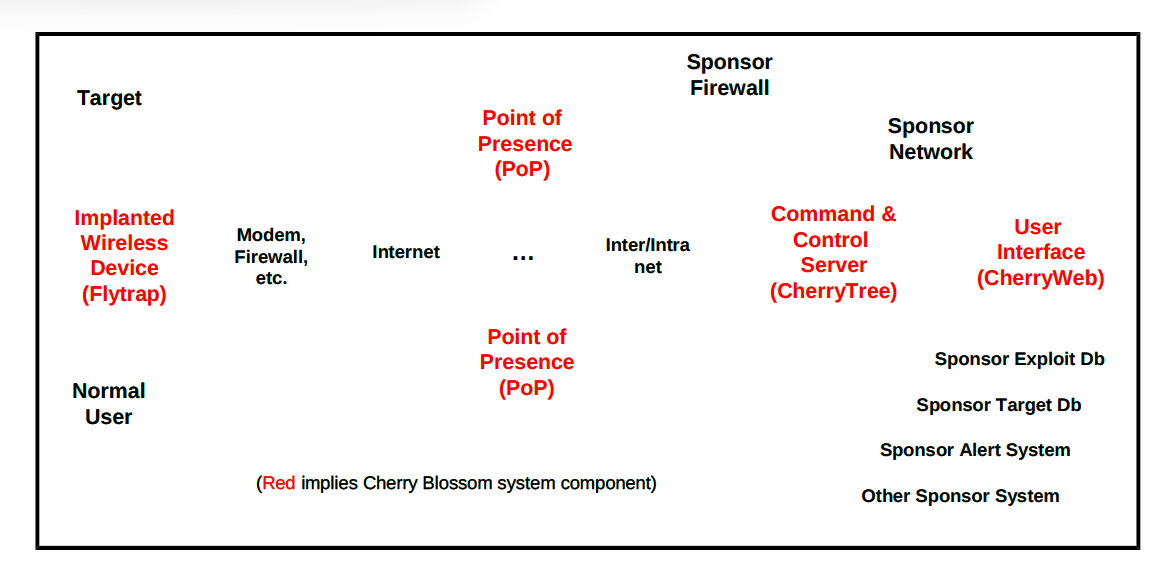 Sponsor
Firewall
Target
Point of
Presence
(PoP)
Sponsor
Network
Implanted
Wireless
Device
(Flytrap)
Modem,
Firewall,
etc.
Internet
...
Inter/Intra
net
Command &
Control
Server
(CherryTree)
User
Interface
(CherryWeb)
Point of
Presence
(PoP)
Normal
User
Sponsor Exploit Db
Sponsor Target Db
Sponsor Alert System
Other Sponsor System
(Red implies Cherry Blossom system component)